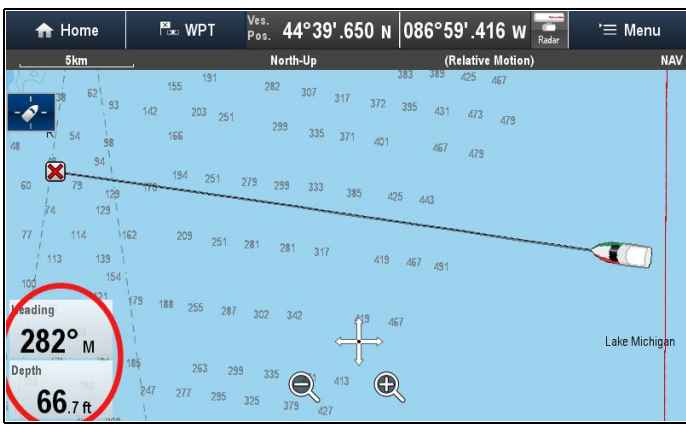 Home WPT Ves. Pos. 44°39'.650 N 086°59'.416 W Radar Menu
5km North-Up (Relative Motion) NAV
191 282 383 389 425 467
155 307
62 38 93 317 372 395 431 473 479
142 203 251
48 R 54 98 166 299 335 371 401 467 479
94
60 79 129 194 251 279 299 333 385 425 443
74 129
77 114 162 209 251 281 281 317 419 467 491
113 139
100 154
121 179 188 255 287 302 342 419 467
Heading
282° M
Lake Michigan
Depth
185 263 299 335 413
66.7 ft
247 277 295 325 379 427